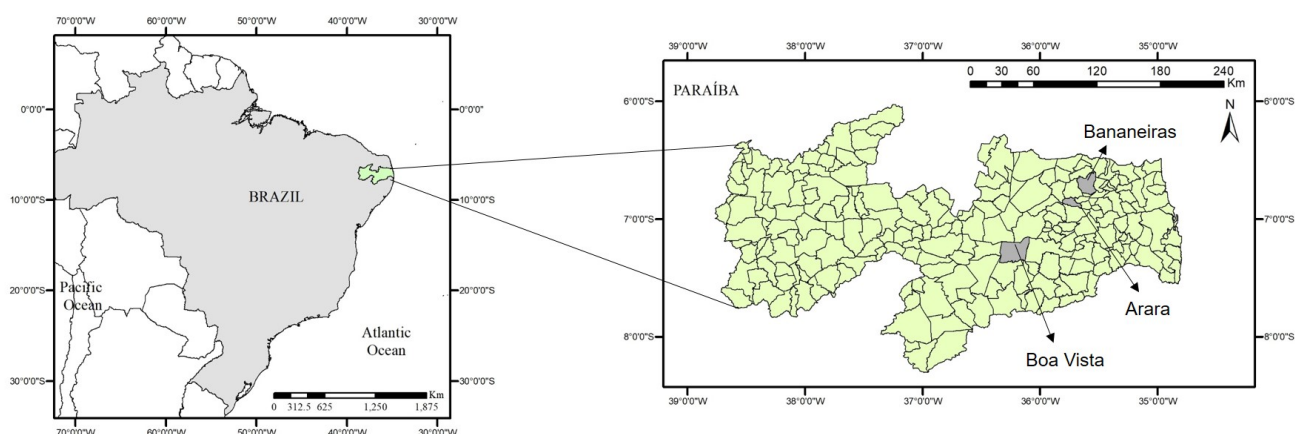 70°0'0"W 60°0'0"W 50°0'0"W 40°0'0"W 30°0'0"W
0°0'0" 0°0'0"S
BRAZIL
10°0'0"S 10°0'0"S
Pacific
Ocean
20°0'0"S 20°0'0"S
Atlantic
Ocean
30°0'0"S 30°0'0"S
Km
0 312.5 625 1,250 1,875
70°0'0"W 60°0'0"W 50°0'0"W 40°0'0"W 30°0'0"W
39°0'0"W 38°0'0"W 37°0'0"W 36°0'0"W 35°0'0"W
0 30 60 120 180 240
Km
PARAÍBA
6°0'0"S 6°0'0"S
N
Bananeiras
7°0'0"S 7°0'0"S
Arara
8°0'0"S 8°0'0"S
Boa Vista
39°0'0"W 38°0'0"W 37°0'0"W 36°0'0"W 35°0'0"W